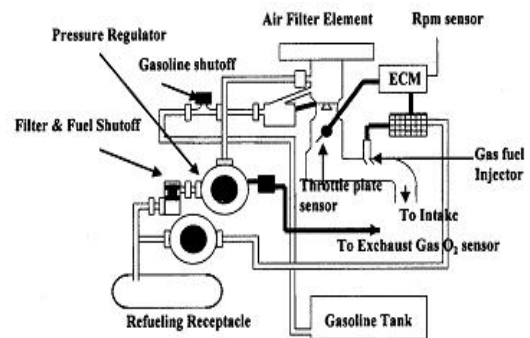 Air Filter Element
Rpm sensor
Pressure Regulator
Gasoline shutoff
ECM
Filter & Fuel Shutoff
Gas fuel
Injector
Throttle plate
sensor
To Intake
To Exhaust Gas O₂ sensor
Refueling Receptacle
Gasoline Tank